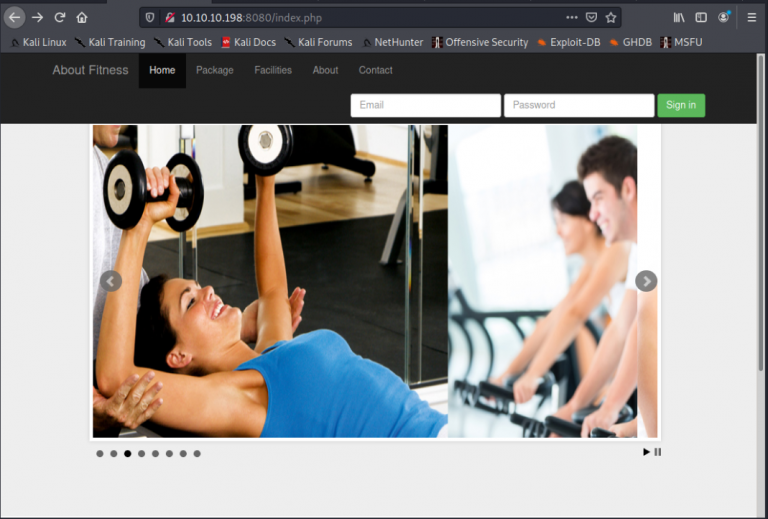 10.10.10.198:8080/index.php
Kali Linux Kali Training Kali Tools Kali Docs Kali Forums NetHunter Offensive Security Exploit-DB GHDB MSFU
About Fitness Home Package Facilities About Contact
Email Password Sign in